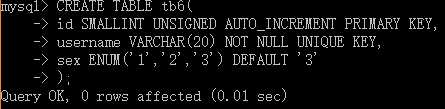 mysql> CREATE TABLE tb6(
    -> id SMALLINT UNSIGNED AUTO_INCREMENT PRIMARY KEY,
    -> username VARCHAR(20) NOT NULL UNIQUE KEY,
    -> sex ENUM('1','2','3') DEFAULT '3'
    -> );
Query OK, 0 rows affected (0.01 sec)